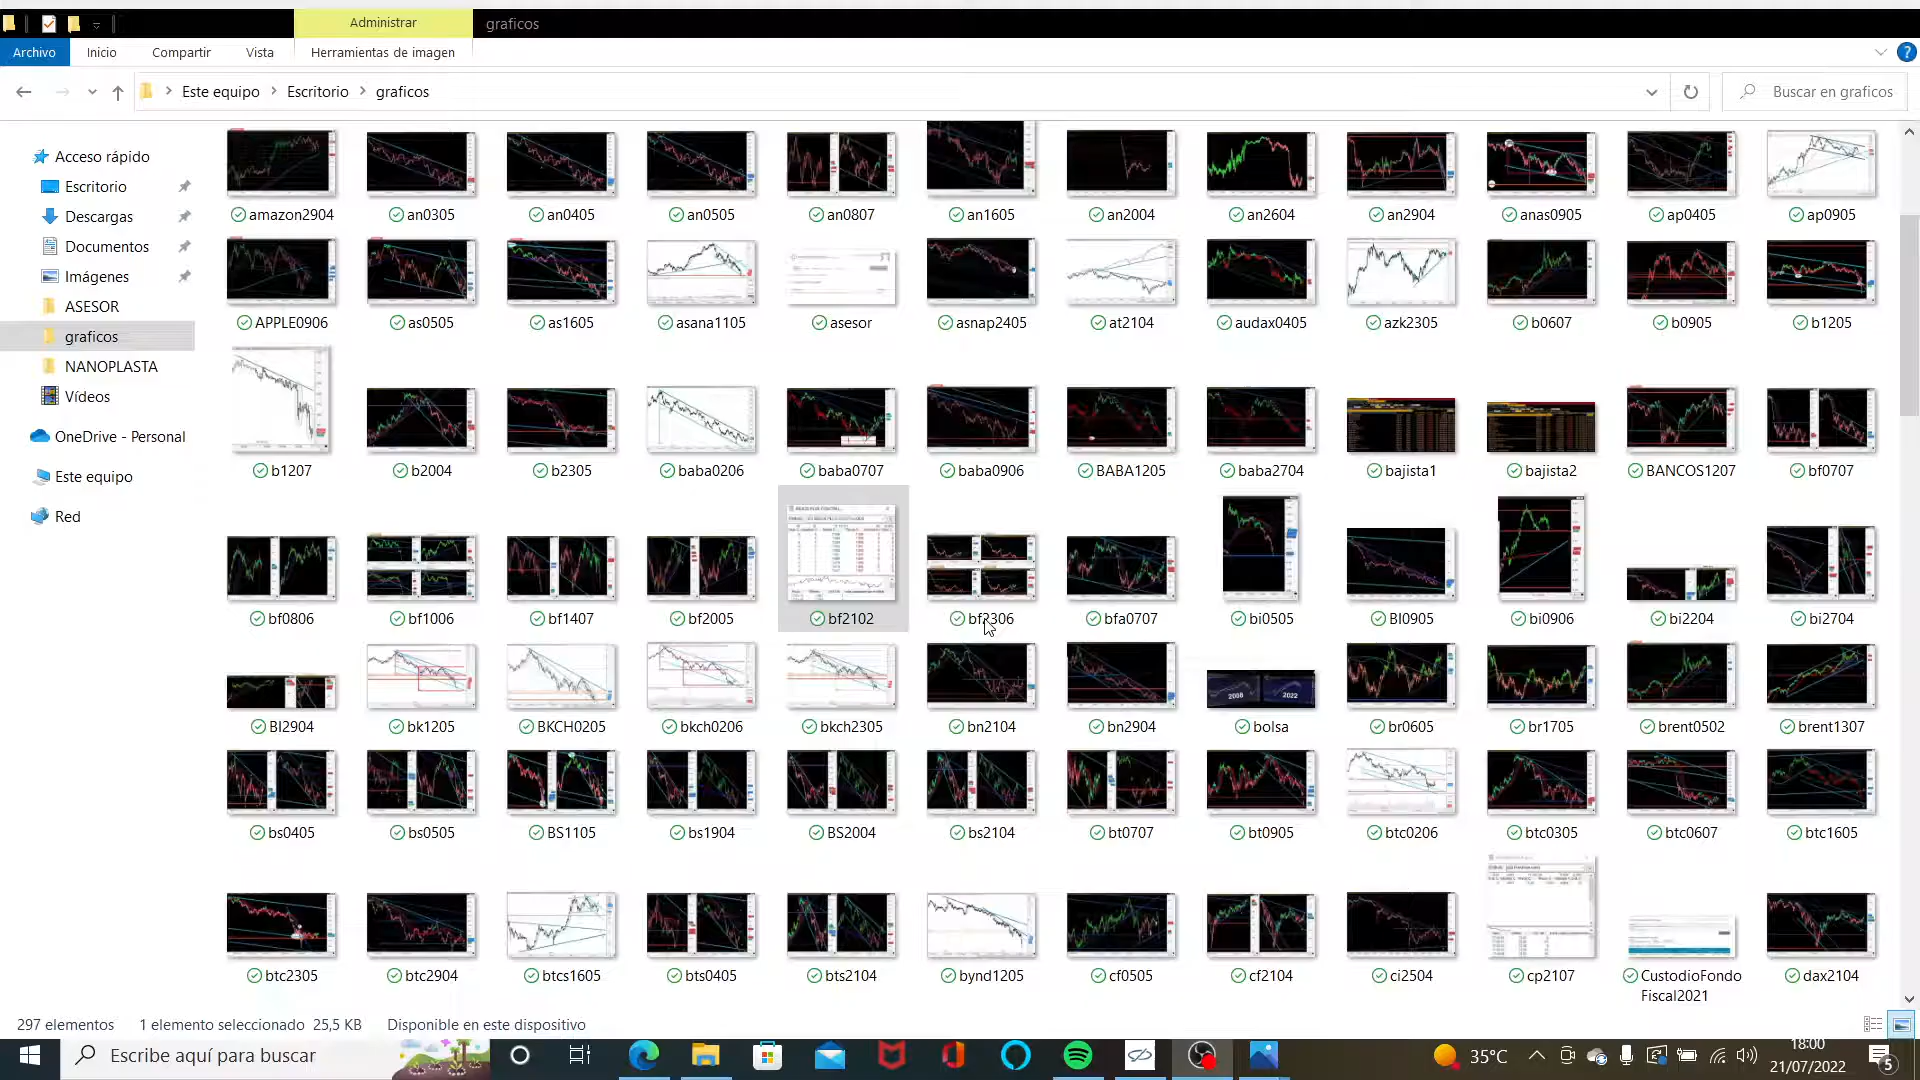 Administrar
graficos
Archivo
Inicio
Compartir
Vista
Herramientas de imagen
Este equipo
Escritorio
graficos
Buscar en graficos
Acceso rápido
Escritorio
Descargas
Documentos
Imágenes
ASESOR
graficos
NANOPLASTA
Vídeos
OneDrive - Personal
Este equipo
Red
amazon2904 an0305 an0405 an0505 an0807 an1605 an2004 an2604 an2904 anas0905 ap0405 ap0905
APPLE0906 as0505 as1605 asana1105 asesor asnap2405 at2104 audax0405 azk2305 b0607 b0905 b1205
b1207 b2004 b2305 baba0206 baba0707 baba0906 BABA1205 baba2704 bajista1 bajista2 BANCOS1207 bf0707
bf0806 bf1006 bf1407 bf2005 bf2102 bf2306 bfa0707 bi0505 BI0905 bi0906 bi2204 bi2704
2008 2022
BI2904 bk1205 BKCH0205 bkch0206 bkch2305 bn2104 bn2904 bolsa br0605 br1705 brent0502 brent1307
bs0405 bs0505 BS1105 bs1904 BS2004 bs2104 bt0707 bt0905 btc0206 btc0305 btc0607 btc1605
btc2305 btc2904 btcs1605 bts0405 bts2104 bynd1205 cf0505 cf2104 ci2504 cp2107 CustodioFondo dax2104
Fiscal2021
297 elementos
1 elemento seleccionado 25,5 KB
Disponible en este dispositivo
Escribe aquí para buscar
35°C
18:00
21/07/2022
5